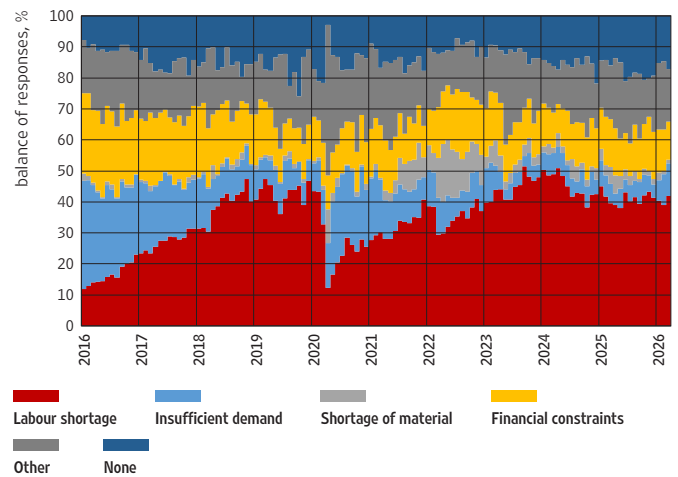 balance of responses, %
100
90
80
70
60
50
40
30
20
10
0
2016 2017 2018 2019 2020 2021 2022 2023 2024 2025 2026
Labour shortage Insufficient demand Shortage of material Financial constraints
Other None